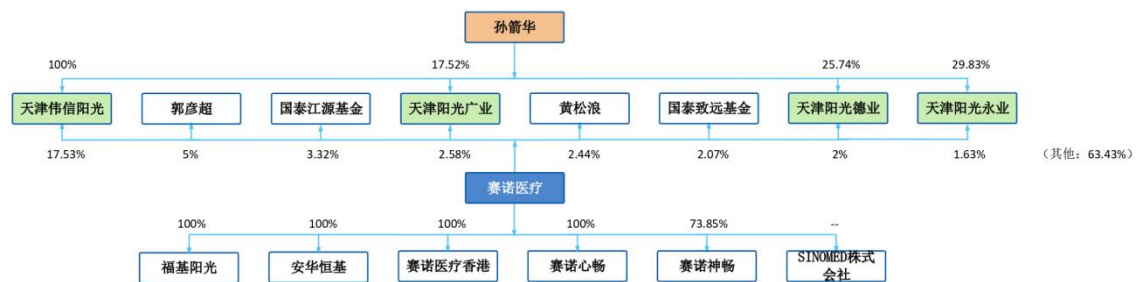 孙箭华
100% 17.52% 25.74% 29.83%
天津伟信阳光 郭彦超 国泰江源基金 天津阳光广业 黄松浪 国泰致远基金 天津阳光德业 天津阳光永业
17.53% 5% 3.32% 2.58% 2.44% 2.07% 2% 1.63% （其他：63.43%）
赛诺医疗
100% 100% 100% 100% 73.85% --
福基阳光 安华恒基 赛诺医疗香港 赛诺心畅 赛诺神畅 SINOMED株式
会社